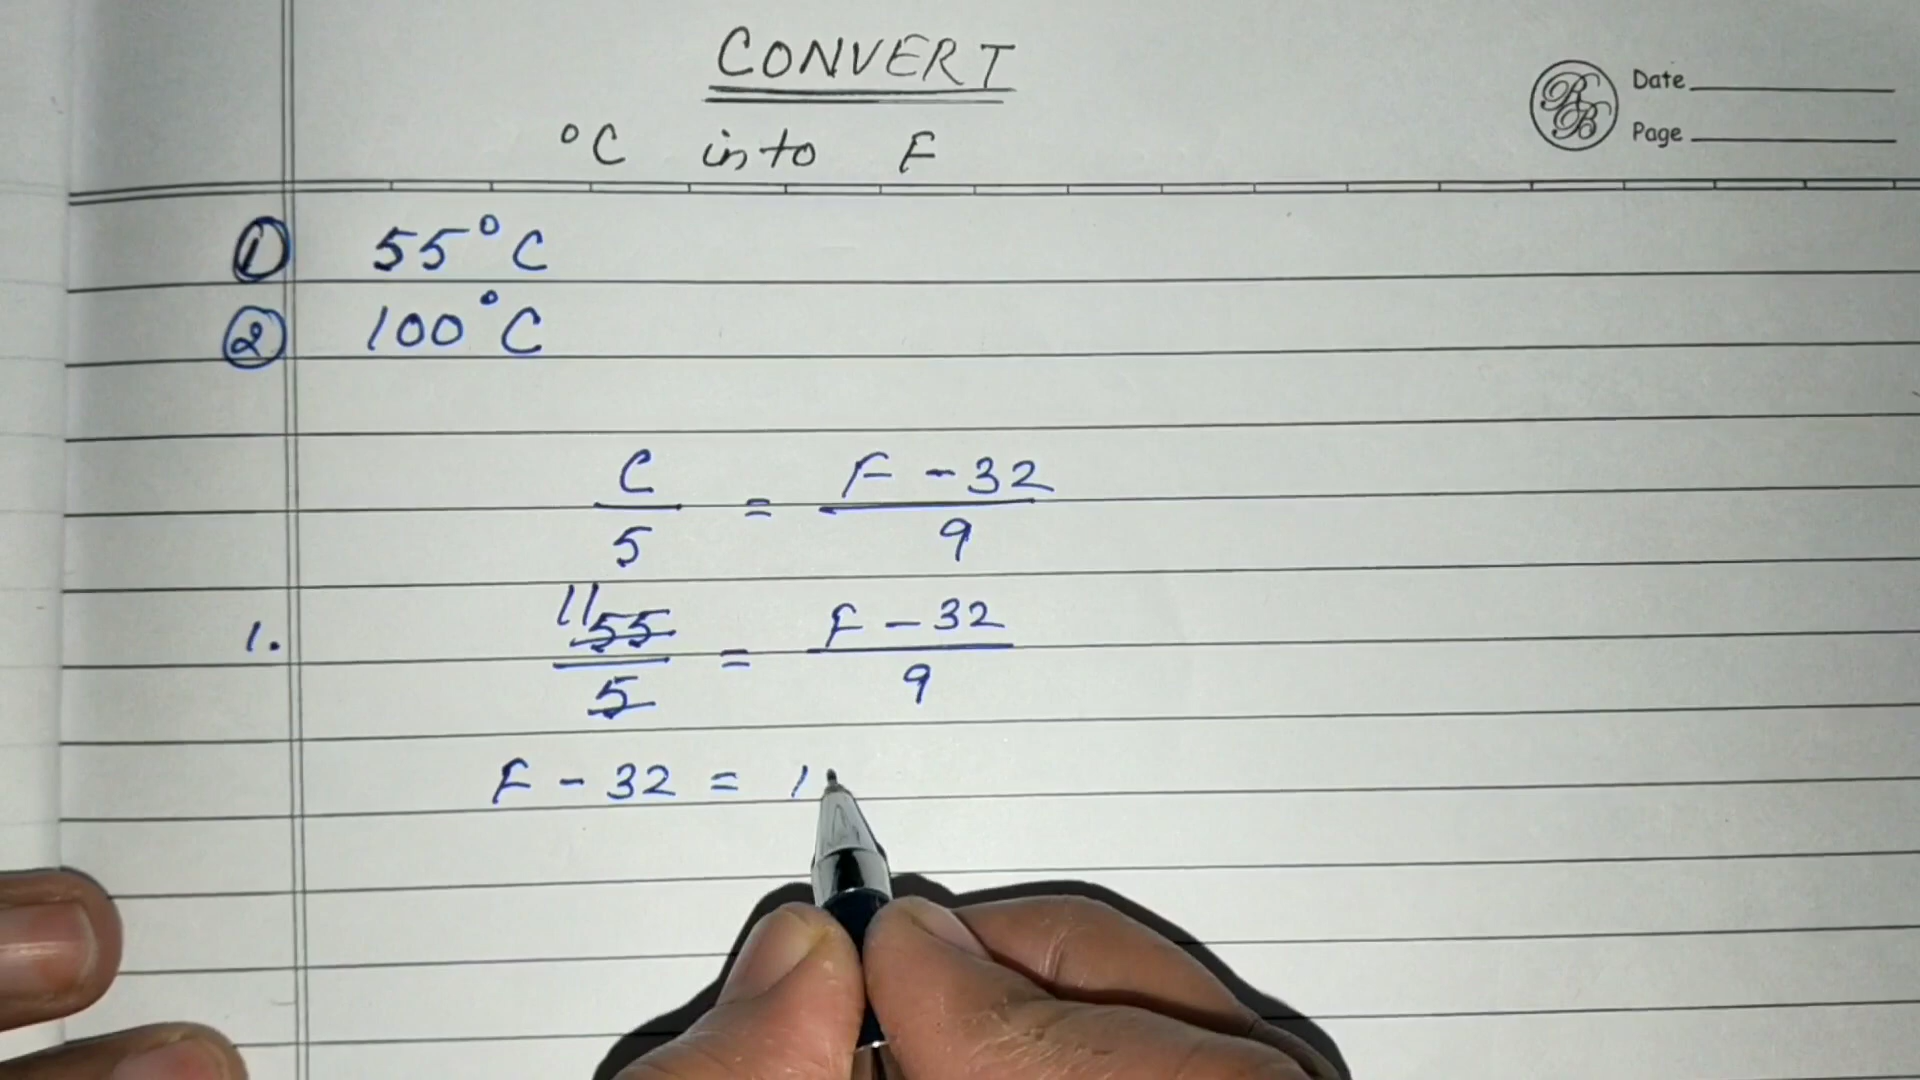 CONVERT
°C into F
Date
Page
BB
① 55°C
② 100°C
C/5 = F - 32/9
1. 11 55/5 = F - 32/9
F - 32 = 1